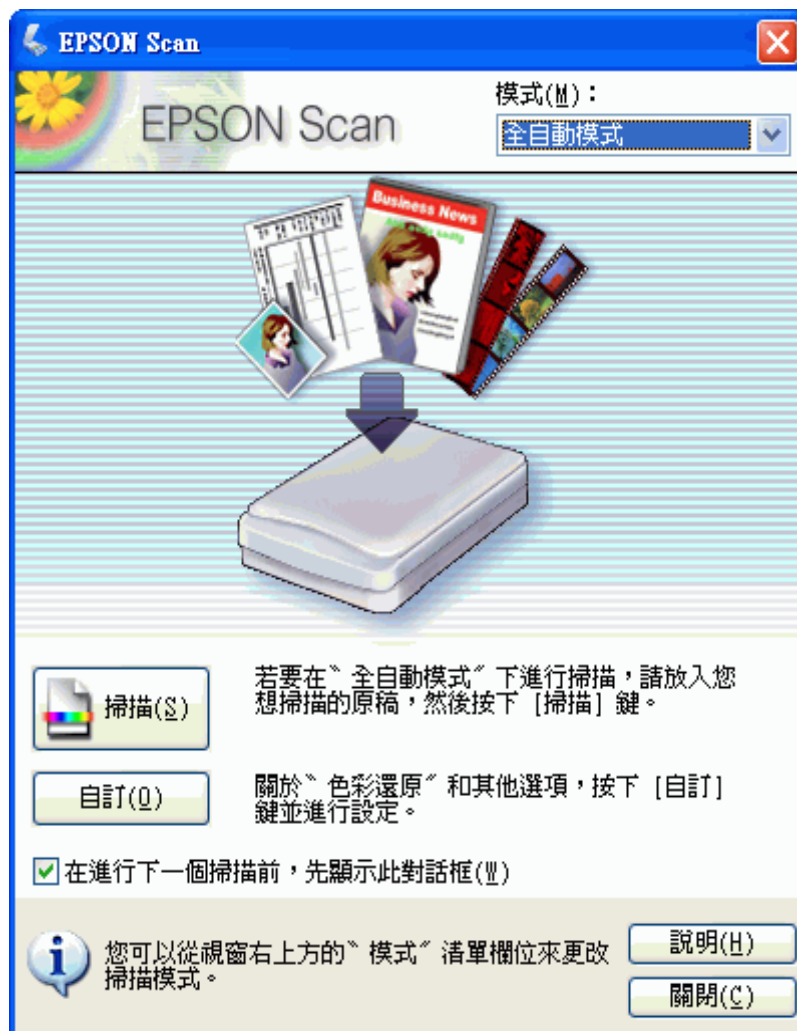 EPSON Scan
EPSON Scan
模式(M)：
全自動模式
Business News
掃描(S)
若要在〝全自動模式〞下進行掃描，請放入您
想掃描的原稿，然後按下 [掃描] 鍵。
自訂(O)
關於〝色彩還原〞和其他選項，按下 [自訂]
鍵並進行設定。
在進行下一個掃描前，先顯示此對話框(W)
您可以從視窗右上方的〝模式〞清單欄位來更改
掃描模式。
說明(H)
關閉(C)